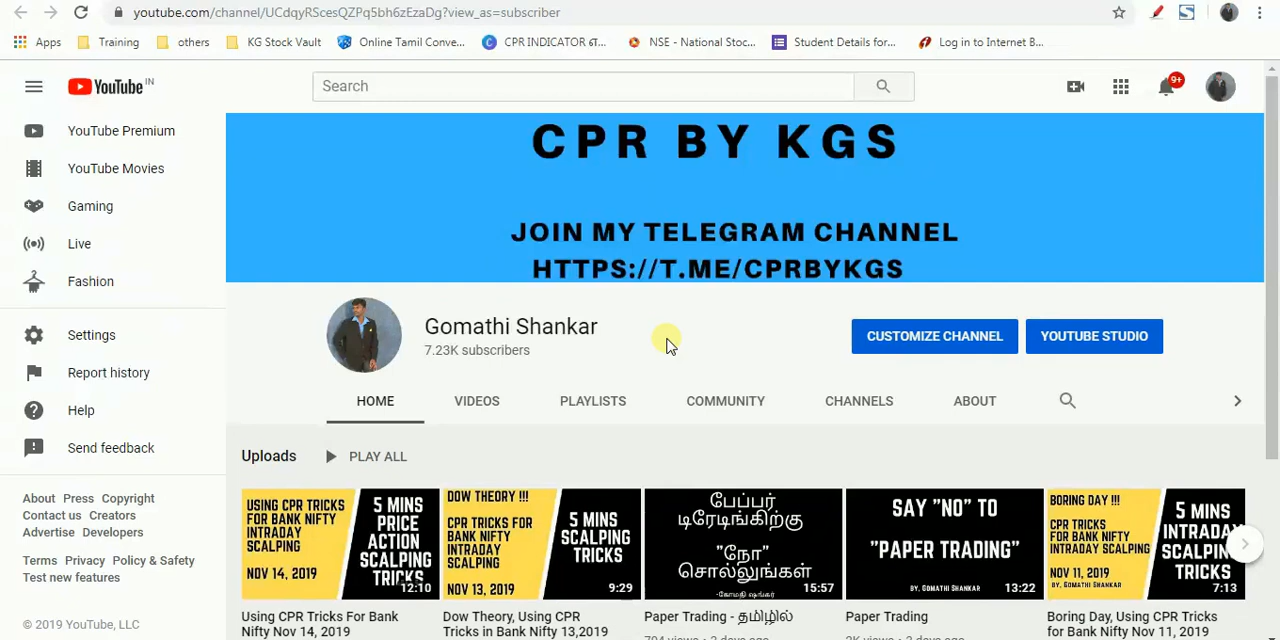 youtube.com/channel/UCdqyRScesQZPq5bh6zEzaDg?view_as=subscriber
Apps Training others KG Stock Vault Online Tamil Conve... CPR INDICATOR எT... NSE - National Stoc... Student Details for... Log in to Internet B...
YouTube IN
Search
9+
YouTube Premium
YouTube Movies
Gaming
Live
Fashion
Settings
Report history
Help
Send feedback
About Press Copyright
Contact us Creators
Advertise Developers
Terms Privacy Policy & Safety
Test new features
© 2019 YouTube, LLC
CPR BY KGS
JOIN MY TELEGRAM CHANNEL
HTTPS://T.ME/CPRBYKGS
Gomathi Shankar
7.23K subscribers
CUSTOMIZE CHANNEL
YOUTUBE STUDIO
HOME VIDEOS PLAYLISTS COMMUNITY CHANNELS ABOUT
Uploads PLAY ALL
USING CPR TRICKS
FOR BANK NIFTY
INTRADAY
SCALPING
NOV 14, 2019
5 MINS
PRICE
ACTION
SCALPING
TRICKS
12:10
Using CPR Tricks For Bank
Nifty Nov 14, 2019
DOW THEORY !!!
CPR TRICKS FOR
BANK NIFTY
INTRADAY
SCALPING
NOV 13, 2019
5 MINS
SCALPING
TRICKS
9:29
Dow Theory, Using CPR
Tricks in Bank Nifty 13,2019
பேப்பர்
டிரேடிங்கிற்கு
"நோ"
சொல்லுங்கள்
-கோமதி ஷங்கர்
15:57
Paper Trading - தமிழில்
SAY "NO" TO
"PAPER TRADING"
BY, GOMATHI SHANKAR
13:22
Paper Trading
BORING DAY !!!
CPR TRICKS
FOR BANK NIFTY
INTRADAY SCALPING
NOV 11, 2019
BY, GOMATHI SHANKAR
5 MINS
INTRADAY
SCALPING
TRICKS
7:13
Boring Day, Using CPR Tricks
for Bank Nifty Nov 11, 2019